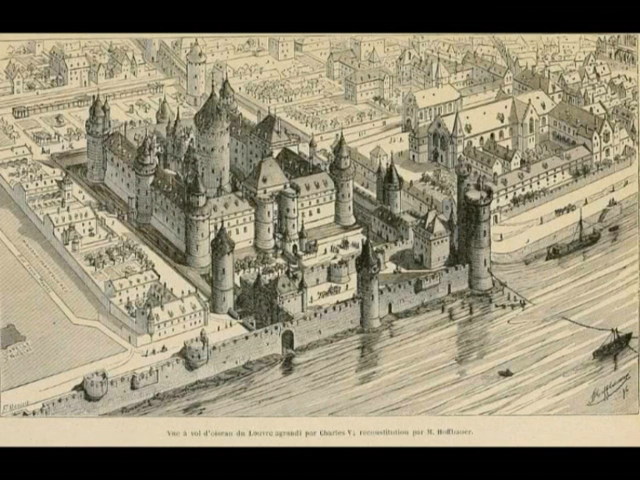 Vue à vol d'oiseau du Louvre agrandi par Charles V; reconstitution par M. Hoffbauer.